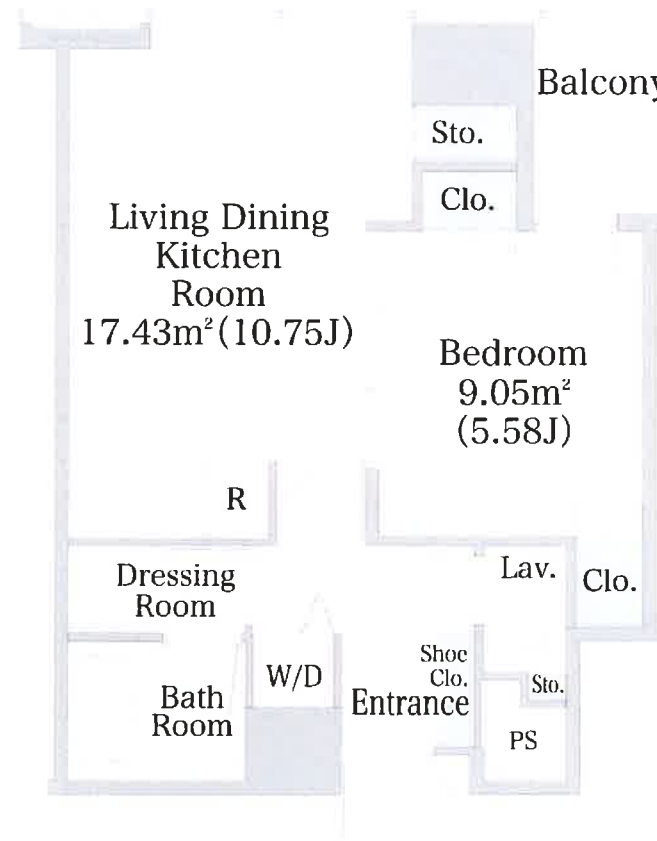 Balcony
Sto.
Clo.
Living Dining
Kitchen
Room
17.43m²(10.75J)
Bedroom
9.05m²
(5.58J)
R
Dressing
Room
Lav.
Clo.
W/D
Bath
Room
Shoe
Clo.
Entrance
Sto.
PS